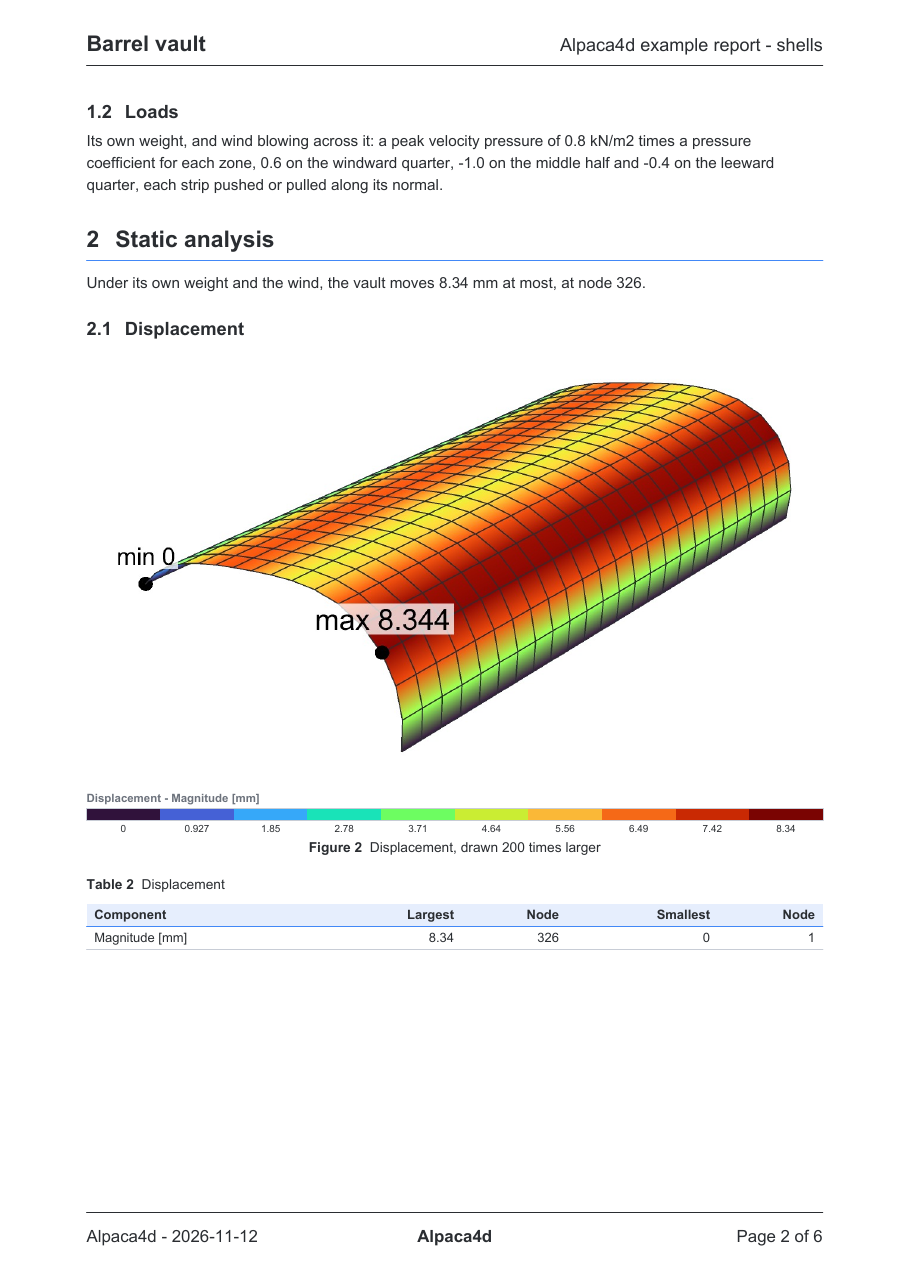 Barrel vault
Alpaca4d example report - shells
1.2 Loads
Its own weight, and wind blowing across it: a peak velocity pressure of 0.8 kN/m2 times a pressure
coefficient for each zone, 0.6 on the windward quarter, -1.0 on the middle half and -0.4 on the leeward
quarter, each strip pushed or pulled along its normal.
2 Static analysis
Under its own weight and the wind, the vault moves 8.34 mm at most, at node 326.
2.1 Displacement
min 0
max 8.344
Displacement - Magnitude [mm]
0 0.927 1.85 2.78 3.71 4.64 5.56 6.49 7.42 8.34
Figure 2 Displacement, drawn 200 times larger
Table 2 Displacement
Component Largest Node Smallest Node
Magnitude [mm] 8.34 326 0 1
Alpaca4d - 2026-11-12 Alpaca4d Page 2 of 6